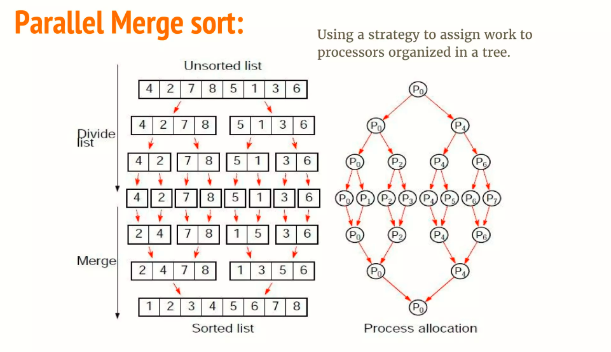 Parallel Merge sort:
Using a strategy to assign work to
processors organized in a tree.
Unsorted list
4 2 7 8 5 1 3 6
4 2 7 8 5 1 3 6
Divide
list
4 2 7 8 5 1 3 6
4 2 7 8 5 1 3 6
2 4 7 8 1 5 3 6
Merge
2 4 7 8 1 3 5 6
1 2 3 4 5 6 7 8
Sorted list
P0
P0 P4
P0 P2 P4 P6
P0 P1 P2 P3 P4 P5 P6 P7
P0 P2 P4 P6
P0 P4
P0
Process allocation